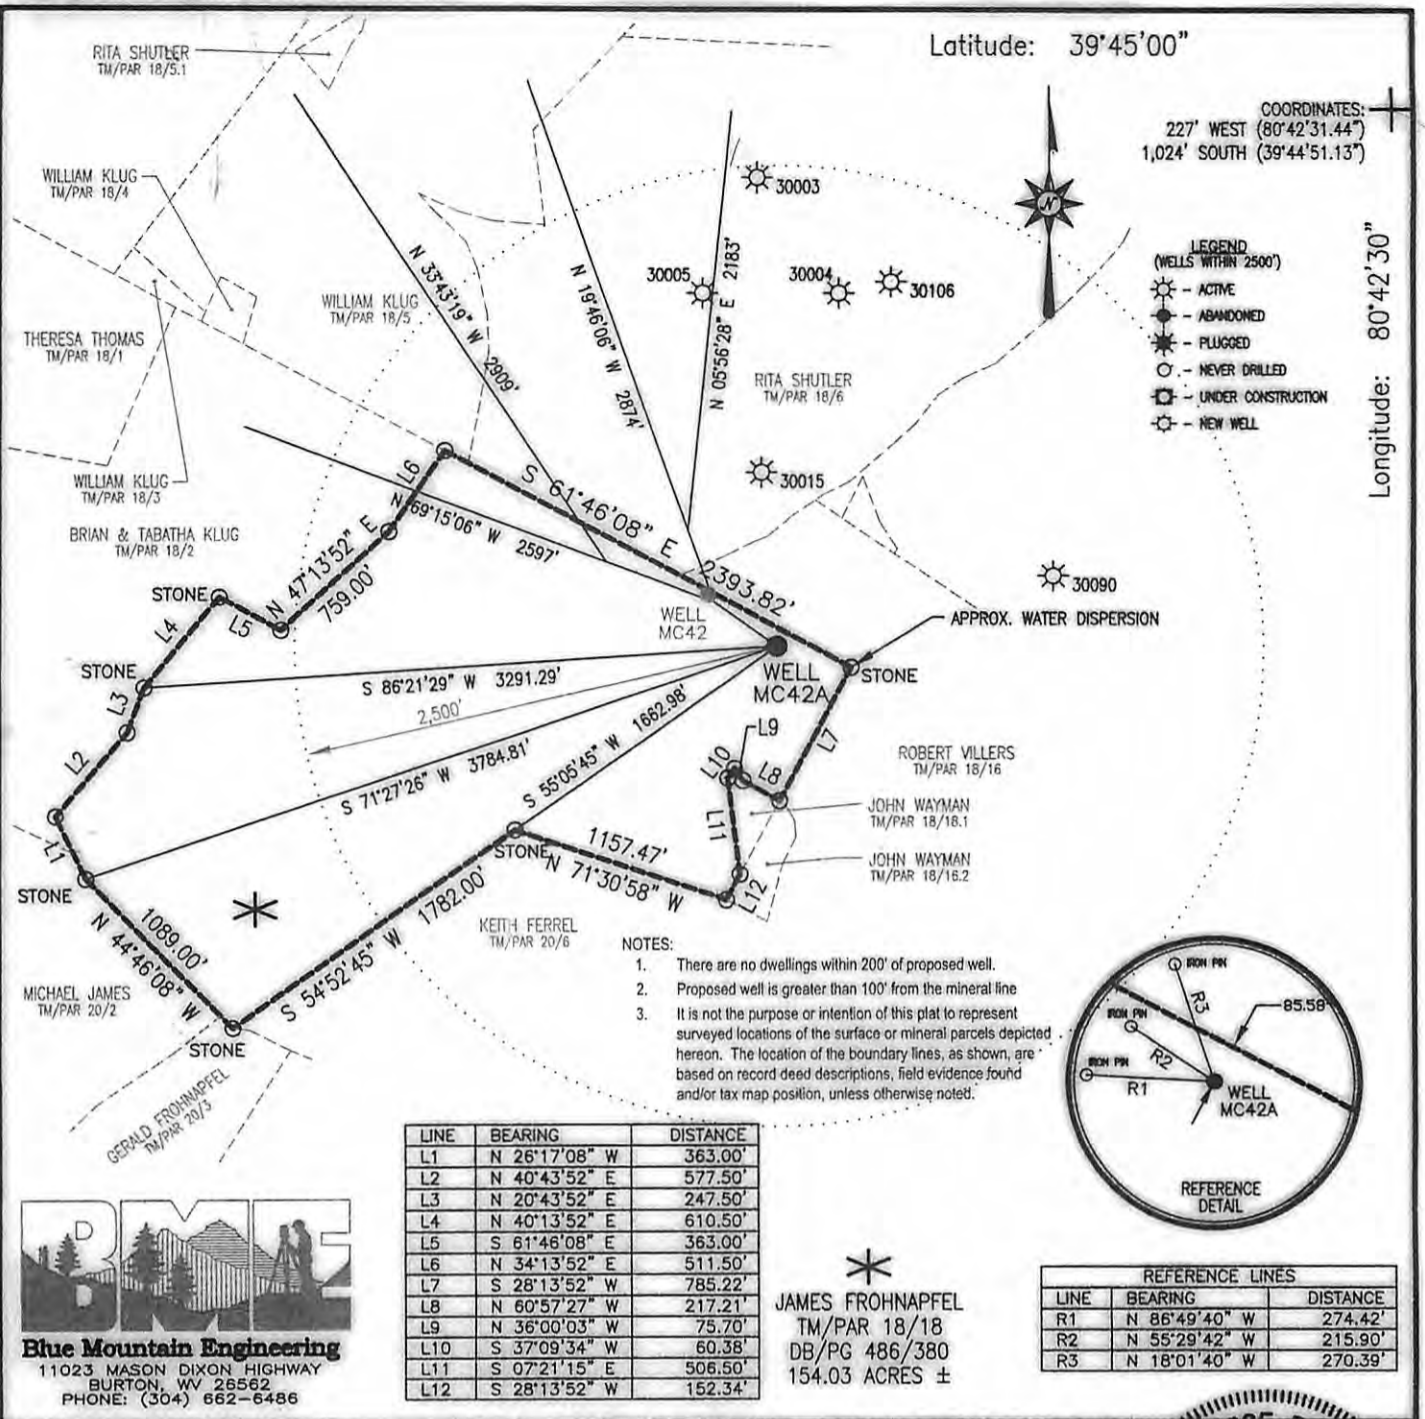 Latitude: 39°45'00"
COORDINATES:
227' WEST (80°42'31.44")
1,024' SOUTH (39°44'51.13")
Longitude: 80°42'30"
N
LEGEND
(WELLS WITHIN 2500')
- ACTIVE
- ABANDONED
- PLUGGED
- NEVER DRILLED
- UNDER CONSTRUCTION
- NEW WELL
RITA SHUTLER
TM/PAR 18/5.1
WILLIAM KLUG
TM/PAR 18/4
THERESA THOMAS
TM/PAR 18/1
WILLIAM KLUG
TM/PAR 18/5
WILLIAM KLUG
TM/PAR 18/3
BRIAN & TABATHA KLUG
TM/PAR 18/2
30003
30005
30004
30106
RITA SHUTLER
TM/PAR 18/6
30015
30090
N 33°43'19" W 2909'
N 19°46'06" W 2874'
N 05°56'28" E 2183'
N 69°15'06" W 2597'
S 61°46'08" E 2393.82'
L6
N 47°13'52" E
759.00'
STONE
L5
L4
STONE
L3
L2
L1
STONE
WELL
MC42
WELL
MC42A
APPROX. WATER DISPERSION
STONE
S 86°21'29" W 3291.29'
2,500'
S 71°27'26" W 3784.81'
S 55°05'45" W 1662.98'
L9
L10
L8
L7
L11
L12
ROBERT VILLERS
TM/PAR 18/16
JOHN WAYMAN
TM/PAR 18/18.1
JOHN WAYMAN
TM/PAR 18/16.2
STONE
1157.47'
N 71°30'58" W
1089.00'
N 44°46'08" W
S 54°52'45" W 1782.00'
KEITH FERREL
TM/PAR 20/6
MICHAEL JAMES
TM/PAR 20/2
STONE
GERALD FROHNAPFEL
TM/PAR 20/3
NOTES:
1. There are no dwellings within 200' of proposed well.
2. Proposed well is greater than 100' from the mineral line
3. It is not the purpose or intention of this plat to represent
surveyed locations of the surface or mineral parcels depicted
hereon. The location of the boundary lines, as shown, are
based on record deed descriptions, field evidence found
and/or tax map position, unless otherwise noted.
IRON PIN
R3
85.58'
IRON PIN
R2
IRON PIN
R1
WELL
MC42A
REFERENCE
DETAIL
LINE BEARING DISTANCE
L1 N 26°17'08" W 363.00'
L2 N 40°43'52" E 577.50'
L3 N 20°43'52" E 247.50'
L4 N 40°13'52" E 610.50'
L5 S 61°46'08" E 363.00'
L6 N 34°13'52" E 511.50'
L7 S 28°13'52" W 785.22'
L8 N 60°57'27" W 217.21'
L9 N 36°00'03" W 75.70'
L10 S 37°09'34" W 60.38'
L11 S 07°21'15" E 506.50'
L12 S 28°13'52" W 152.34'
BME
Blue Mountain Engineering
11023 MASON DIXON HIGHWAY
BURTON, WV 26562
PHONE: (304) 662-6486
JAMES FROHNAPFEL
TM/PAR 18/18
DB/PG 486/380
154.03 ACRES ±
REFERENCE LINES
LINE BEARING DISTANCE
R1 N 86°49'40" W 274.42'
R2 N 55°29'42" W 215.90'
R3 N 18°01'40" W 270.39'